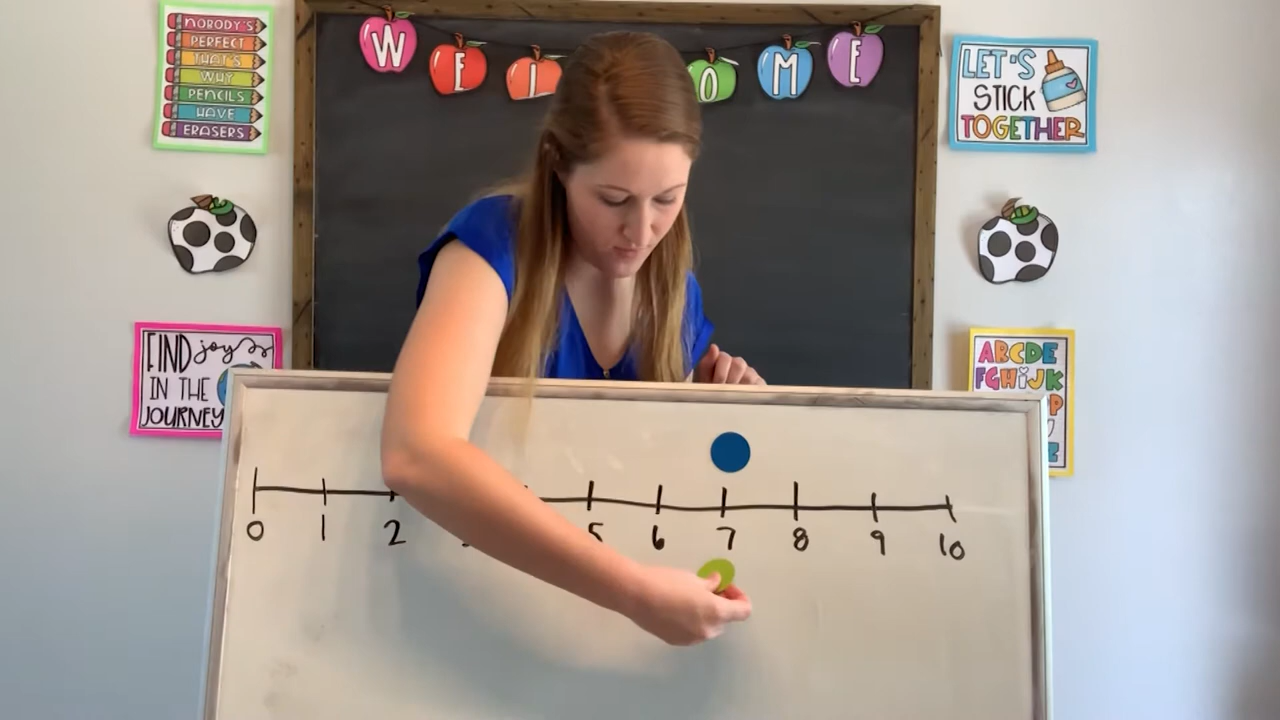 NOBODY'S
PERFECT
THAT'S
WHY
PENCILS
HAVE
ERASERS
W E L O M E
LET'S
STICK
TOGETHER
FIND joy
IN THE
JOURNEY
ABCDE
FGHIJK
P
0 1 2 5 6 7 8 9 10